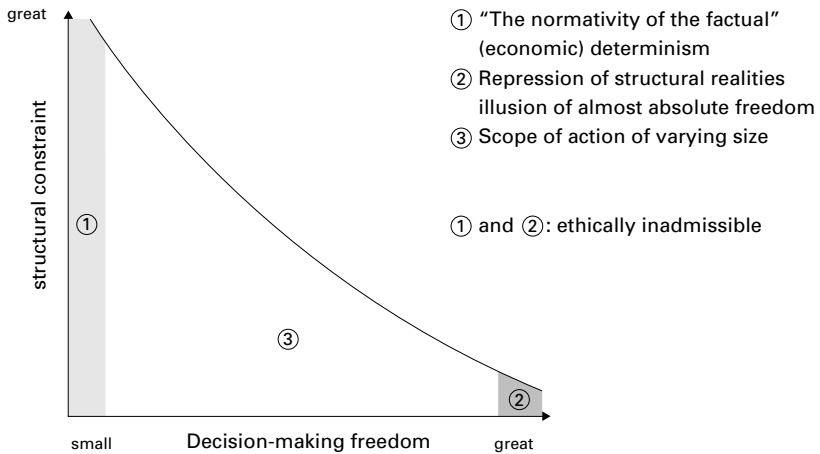 great
structural constraint
①
③
②
small
Decision-making freedom
great
① “The normativity of the factual”
(economic) determinism
② Repression of structural realities
illusion of almost absolute freedom
③ Scope of action of varying size
① and ②: ethically inadmissible